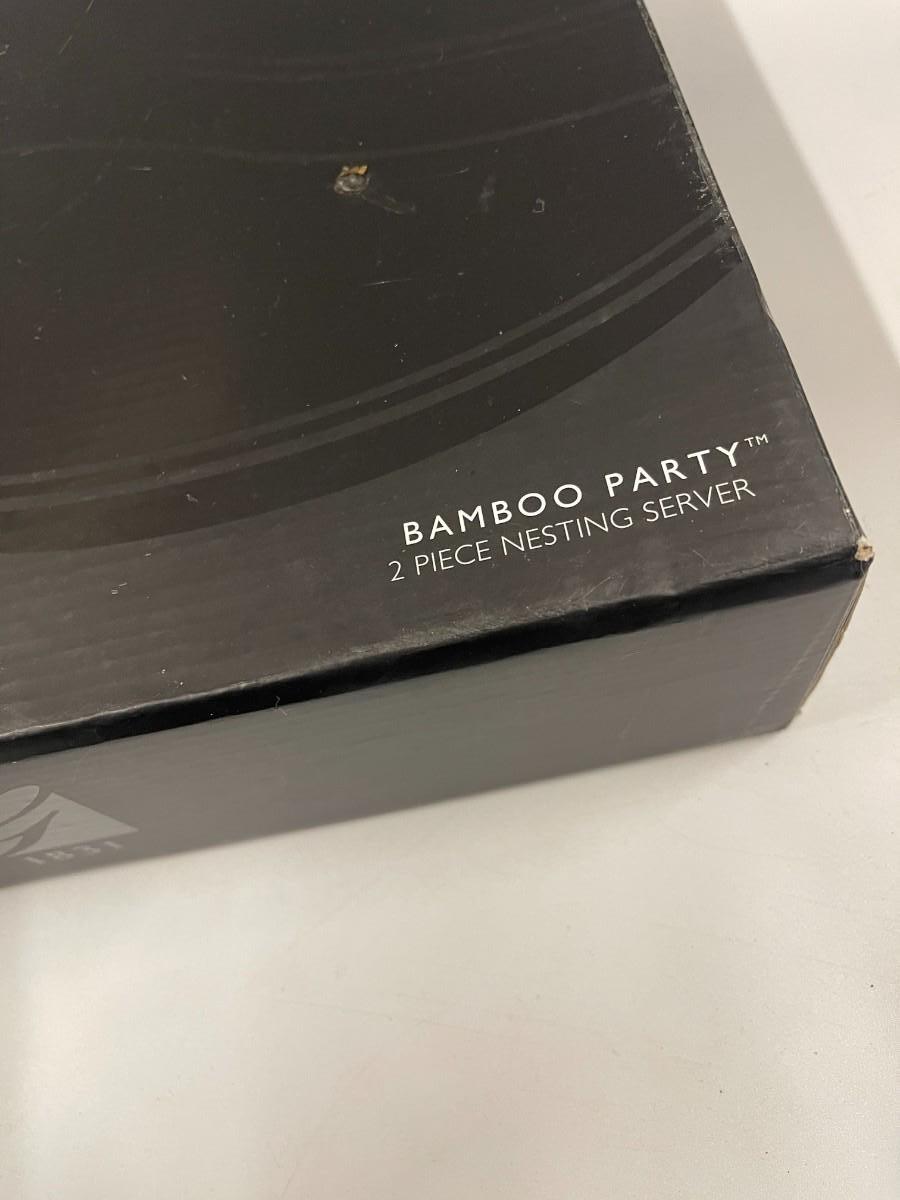 BAMBOO PARTY™
2 PIECE NESTING SERVER
1831